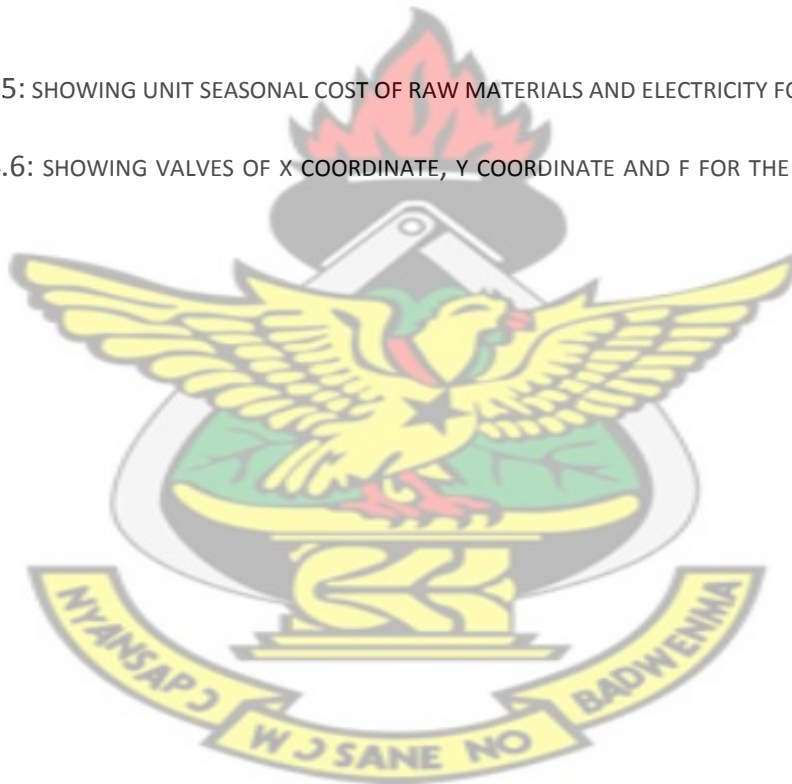 5: SHOWING UNIT SEASONAL COST OF RAW MATERIALS AND ELECTRICITY
.6: SHOWING VALVES OF X COORDINATE, Y COORDINATE AND F FOR THE
NYANSAPƆ WƆ SANE NO BADWENMA